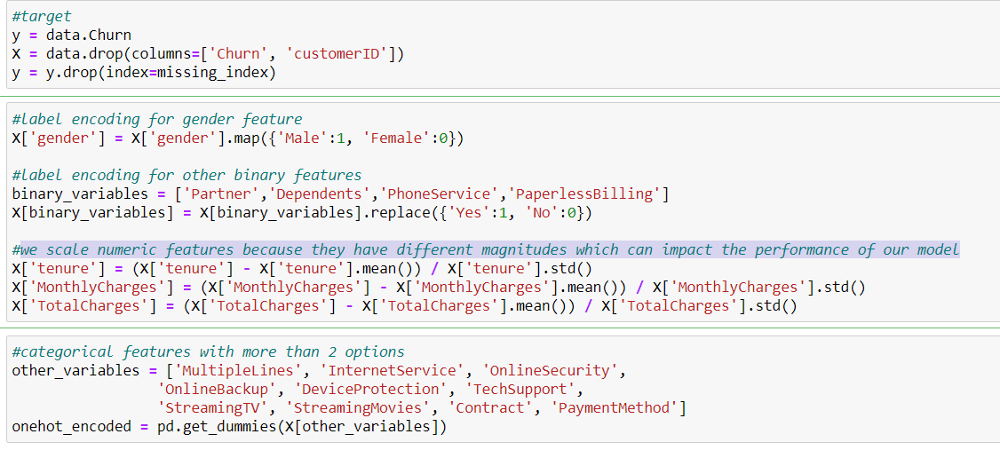 #target
y = data.Churn
X = data.drop(columns=['Churn', 'customerID'])
y = y.drop(index=missing_index)
#label encoding for gender feature
X['gender'] = X['gender'].map({'Male':1, 'Female':0})
#label encoding for other binary features
binary_variables = ['Partner','Dependents','PhoneService','PaperlessBilling']
X[binary_variables] = X[binary_variables].replace({'Yes':1, 'No':0})
#we scale numeric features because they have different magnitudes which can impact the performance of our model
X['tenure'] = (X['tenure'] - X['tenure'].mean()) / X['tenure'].std()
X['MonthlyCharges'] = (X['MonthlyCharges'] - X['MonthlyCharges'].mean()) / X['MonthlyCharges'].std()
X['TotalCharges'] = (X['TotalCharges'] - X['TotalCharges'].mean()) / X['TotalCharges'].std()
#categorical features with more than 2 options
other_variables = ['MultipleLines', 'InternetService', 'OnlineSecurity',
'OnlineBackup', 'DeviceProtection', 'TechSupport',
'StreamingTV', 'StreamingMovies', 'Contract', 'PaymentMethod']
onehot_encoded = pd.get_dummies(X[other_variables])